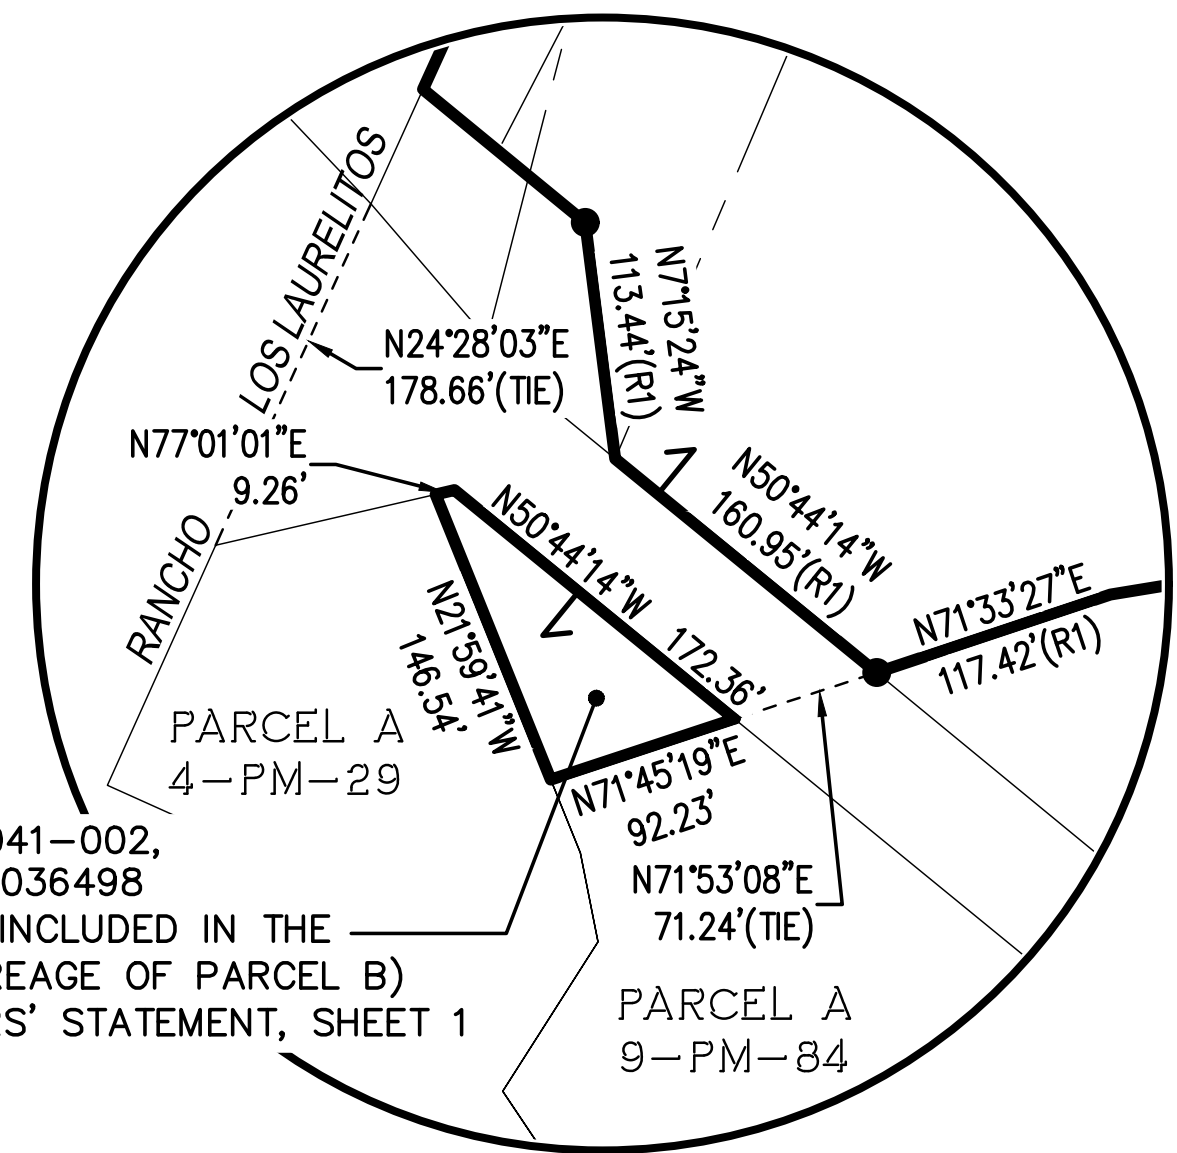 RANCHO LOS LAURELITOS
N7°15'24"W
113.44'(R1)
N24°28'03"E
178.66'(TIE)
N77°01'01"E
9.26'
N50°44'14"W
160.95'(R1)
N50°44'14"W 172.36'
N71°33'27"E
117.42'(R1)
N21°59'41"W
146.54'
PARCEL A
4-PM-29
N71°45'19"E
92.23'
N71°53'08"E
71.24'(TIE)
041-002,
036498
INCLUDED IN THE
OF PARCEL B)
STATEMENT, SHEET 1
PARCEL A
9-PM-84